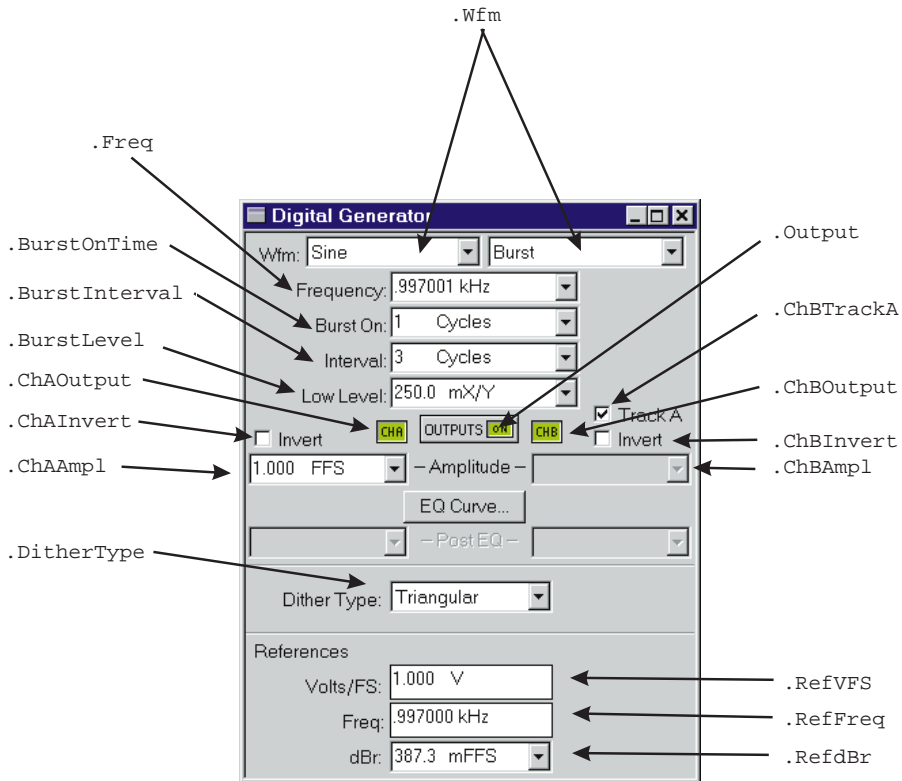 .Wfm
.Freq
Digital Generator
.BurstOnTime
Wfm: Sine Burst
.Output
Frequency: .997001 kHz
.BurstInterval
Burst On: 1 Cycles
.ChBTrackA
.BurstLevel
Interval: 3 Cycles
.ChAOutput
Low Level: 250.0 mX/Y
.ChBOutput
Track A
.ChAInvert
Invert CHA OUTPUTS ON CHB Invert
.ChBInvert
.ChAAmpl
1.000 FFS – Amplitude –
.ChBAmpl
EQ Curve...
– Post EQ –
.DitherType
Dither Type: Triangular
References
Volts/FS: 1.000 V
.RefVFS
Freq: .997000 kHz
.RefFreq
dBr: 387.3 mFFS
.RefdBr